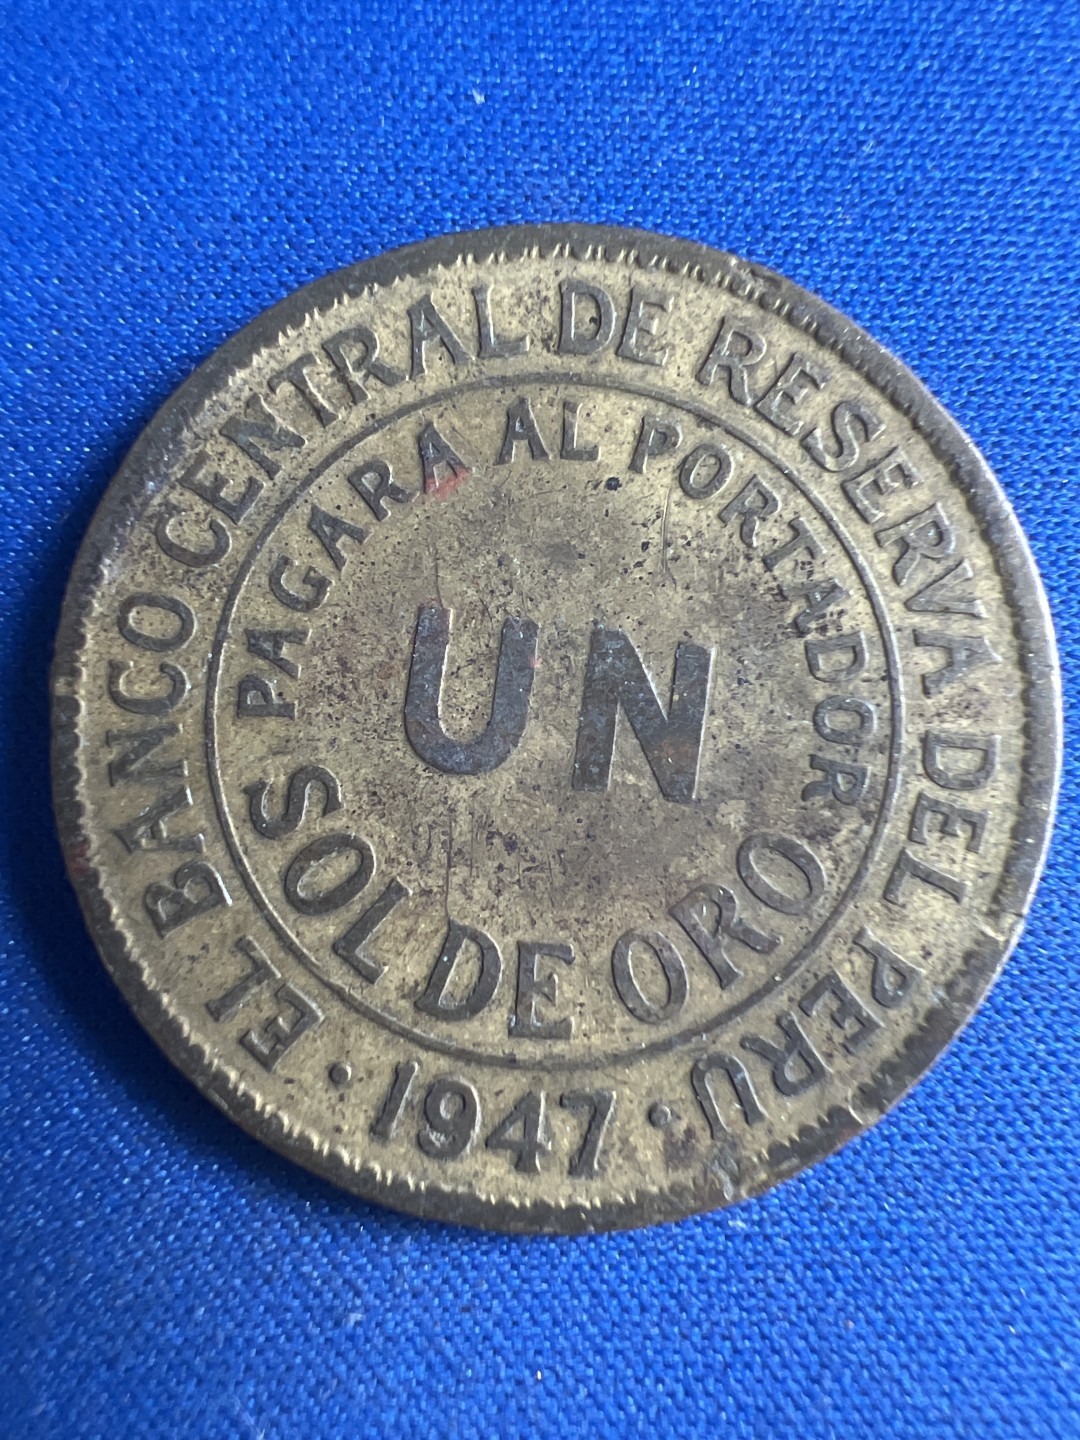 EL BANCO CENTRAL DE RESERVA DEL PERU
PAGARA AL PORTADOR
UN
SOL DE ORO
· 1947 ·